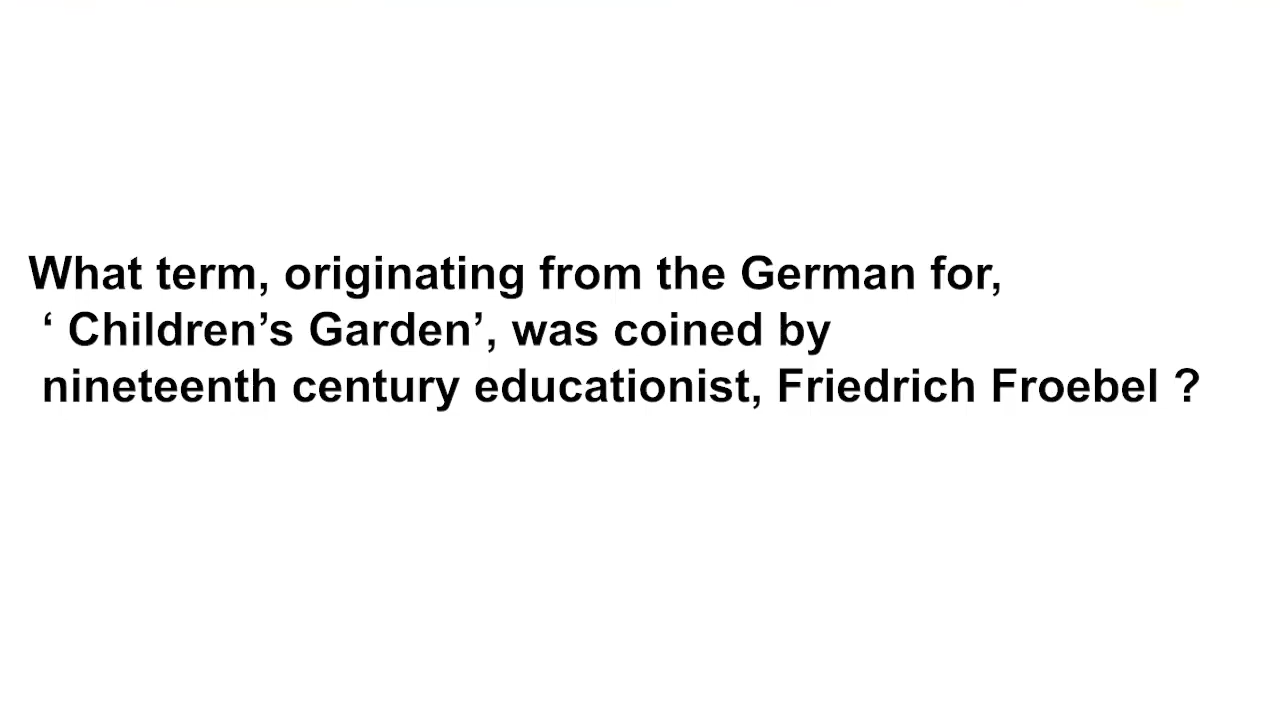 What term, originating from the German for,
‘ Children’s Garden’, was coined by
nineteenth century educationist, Friedrich Froebel ?